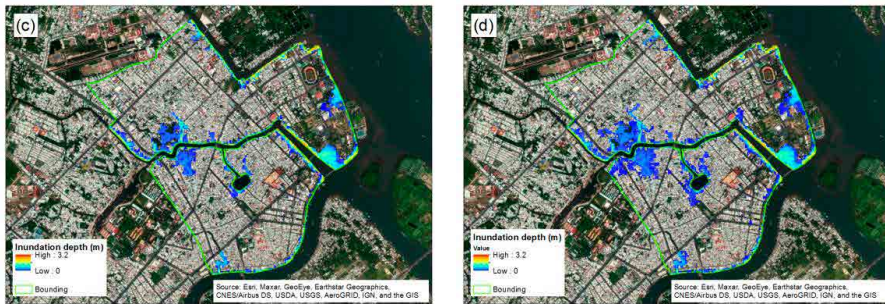 (c)
Inundation depth (m)
High : 3.2
Low : 0
Bounding
Source: Esri, Maxar, GeoEye, Earthstar Geographics,
CNES/Airbus DS, USDA, USGS, AeroGRID, IGN, and the GIS
(d)
Inundation depth (m)
Value
High : 3.2
Low : 0
Bounding
Source: Esri, Maxar, GeoEye, Earthstar Geographics,
CNES/Airbus DS, USDA, USGS, AeroGRID, IGN, and the GIS